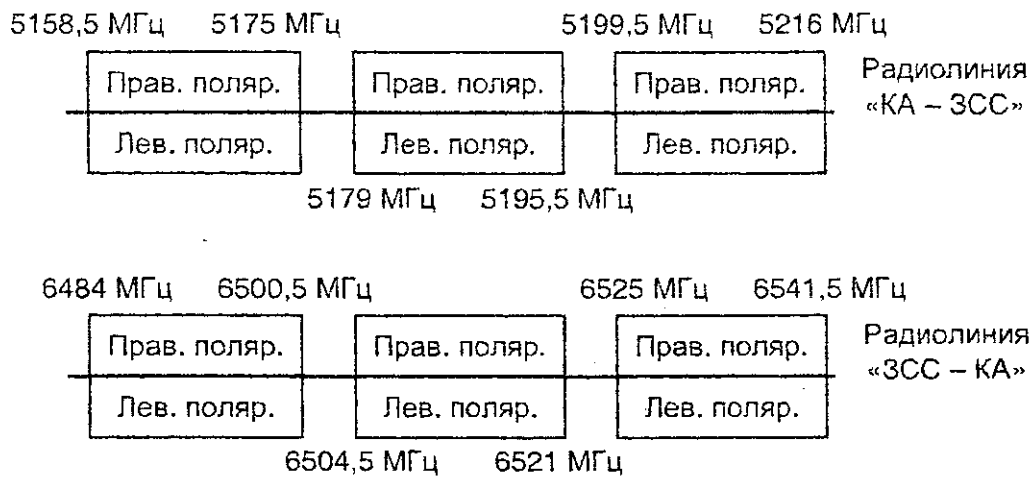 5158,5 МГц 5175 МГц 5199,5 МГц 5216 МГц
Прав. поляр. Прав. поляр. Прав. поляр. Радиолиния
«КА – ЗСС»
Лев. поляр. Лев. поляр. Лев. поляр.
5179 МГц 5195,5 МГц
6484 МГц 6500,5 МГц 6525 МГц 6541,5 МГц
Прав. поляр. Прав. поляр. Прав. поляр. Радиолиния
«ЗСС – КА»
Лев. поляр. Лев. поляр. Лев. поляр.
6504,5 МГц 6521 МГц